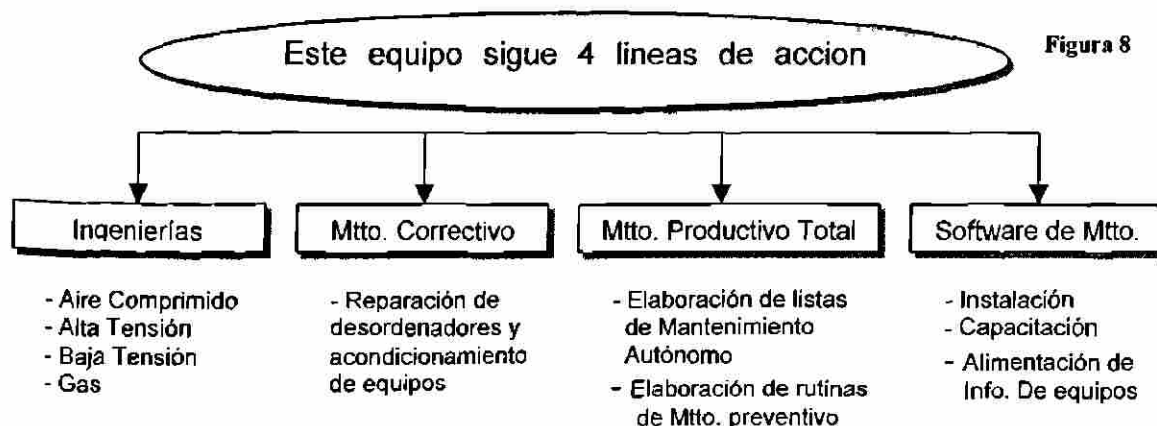 Este equipo sigue 4 lineas de accion
Figura 8
Ingenierías
- Aire Comprimido
- Alta Tensión
- Baja Tensión
- Gas
Mtto. Correctivo
- Reparación de
desordenadores y
acondicionamiento
de equipos
Mtto. Productivo Total
- Elaboración de listas
de Mantenimiento
Autónomo
- Elaboración de rutinas
de Mtto. preventivo
Software de Mtto.
- Instalación
- Capacitación
- Alimentación de
Info. De equipos